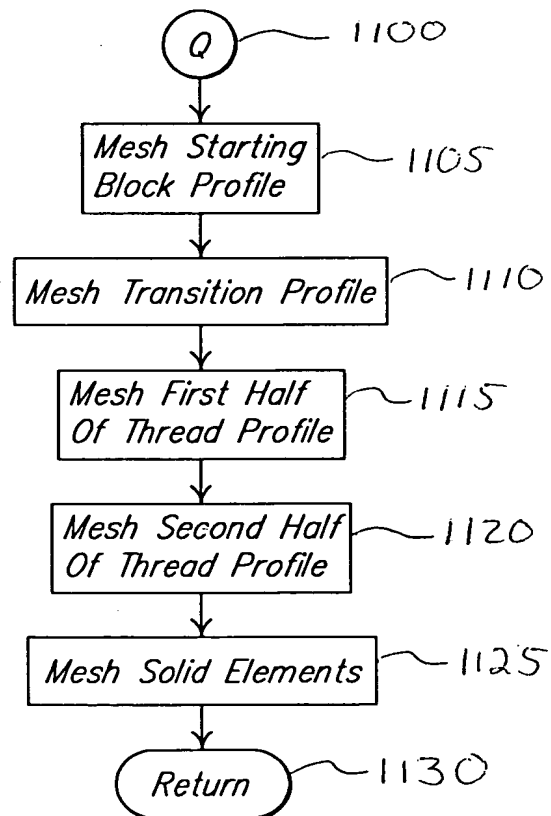 Q
1100
Mesh Starting
Block Profile
1105
Mesh Transition Profile
1110
Mesh First Half
Of Thread Profile
1115
Mesh Second Half
Of Thread Profile
1120
Mesh Solid Elements
1125
Return
1130